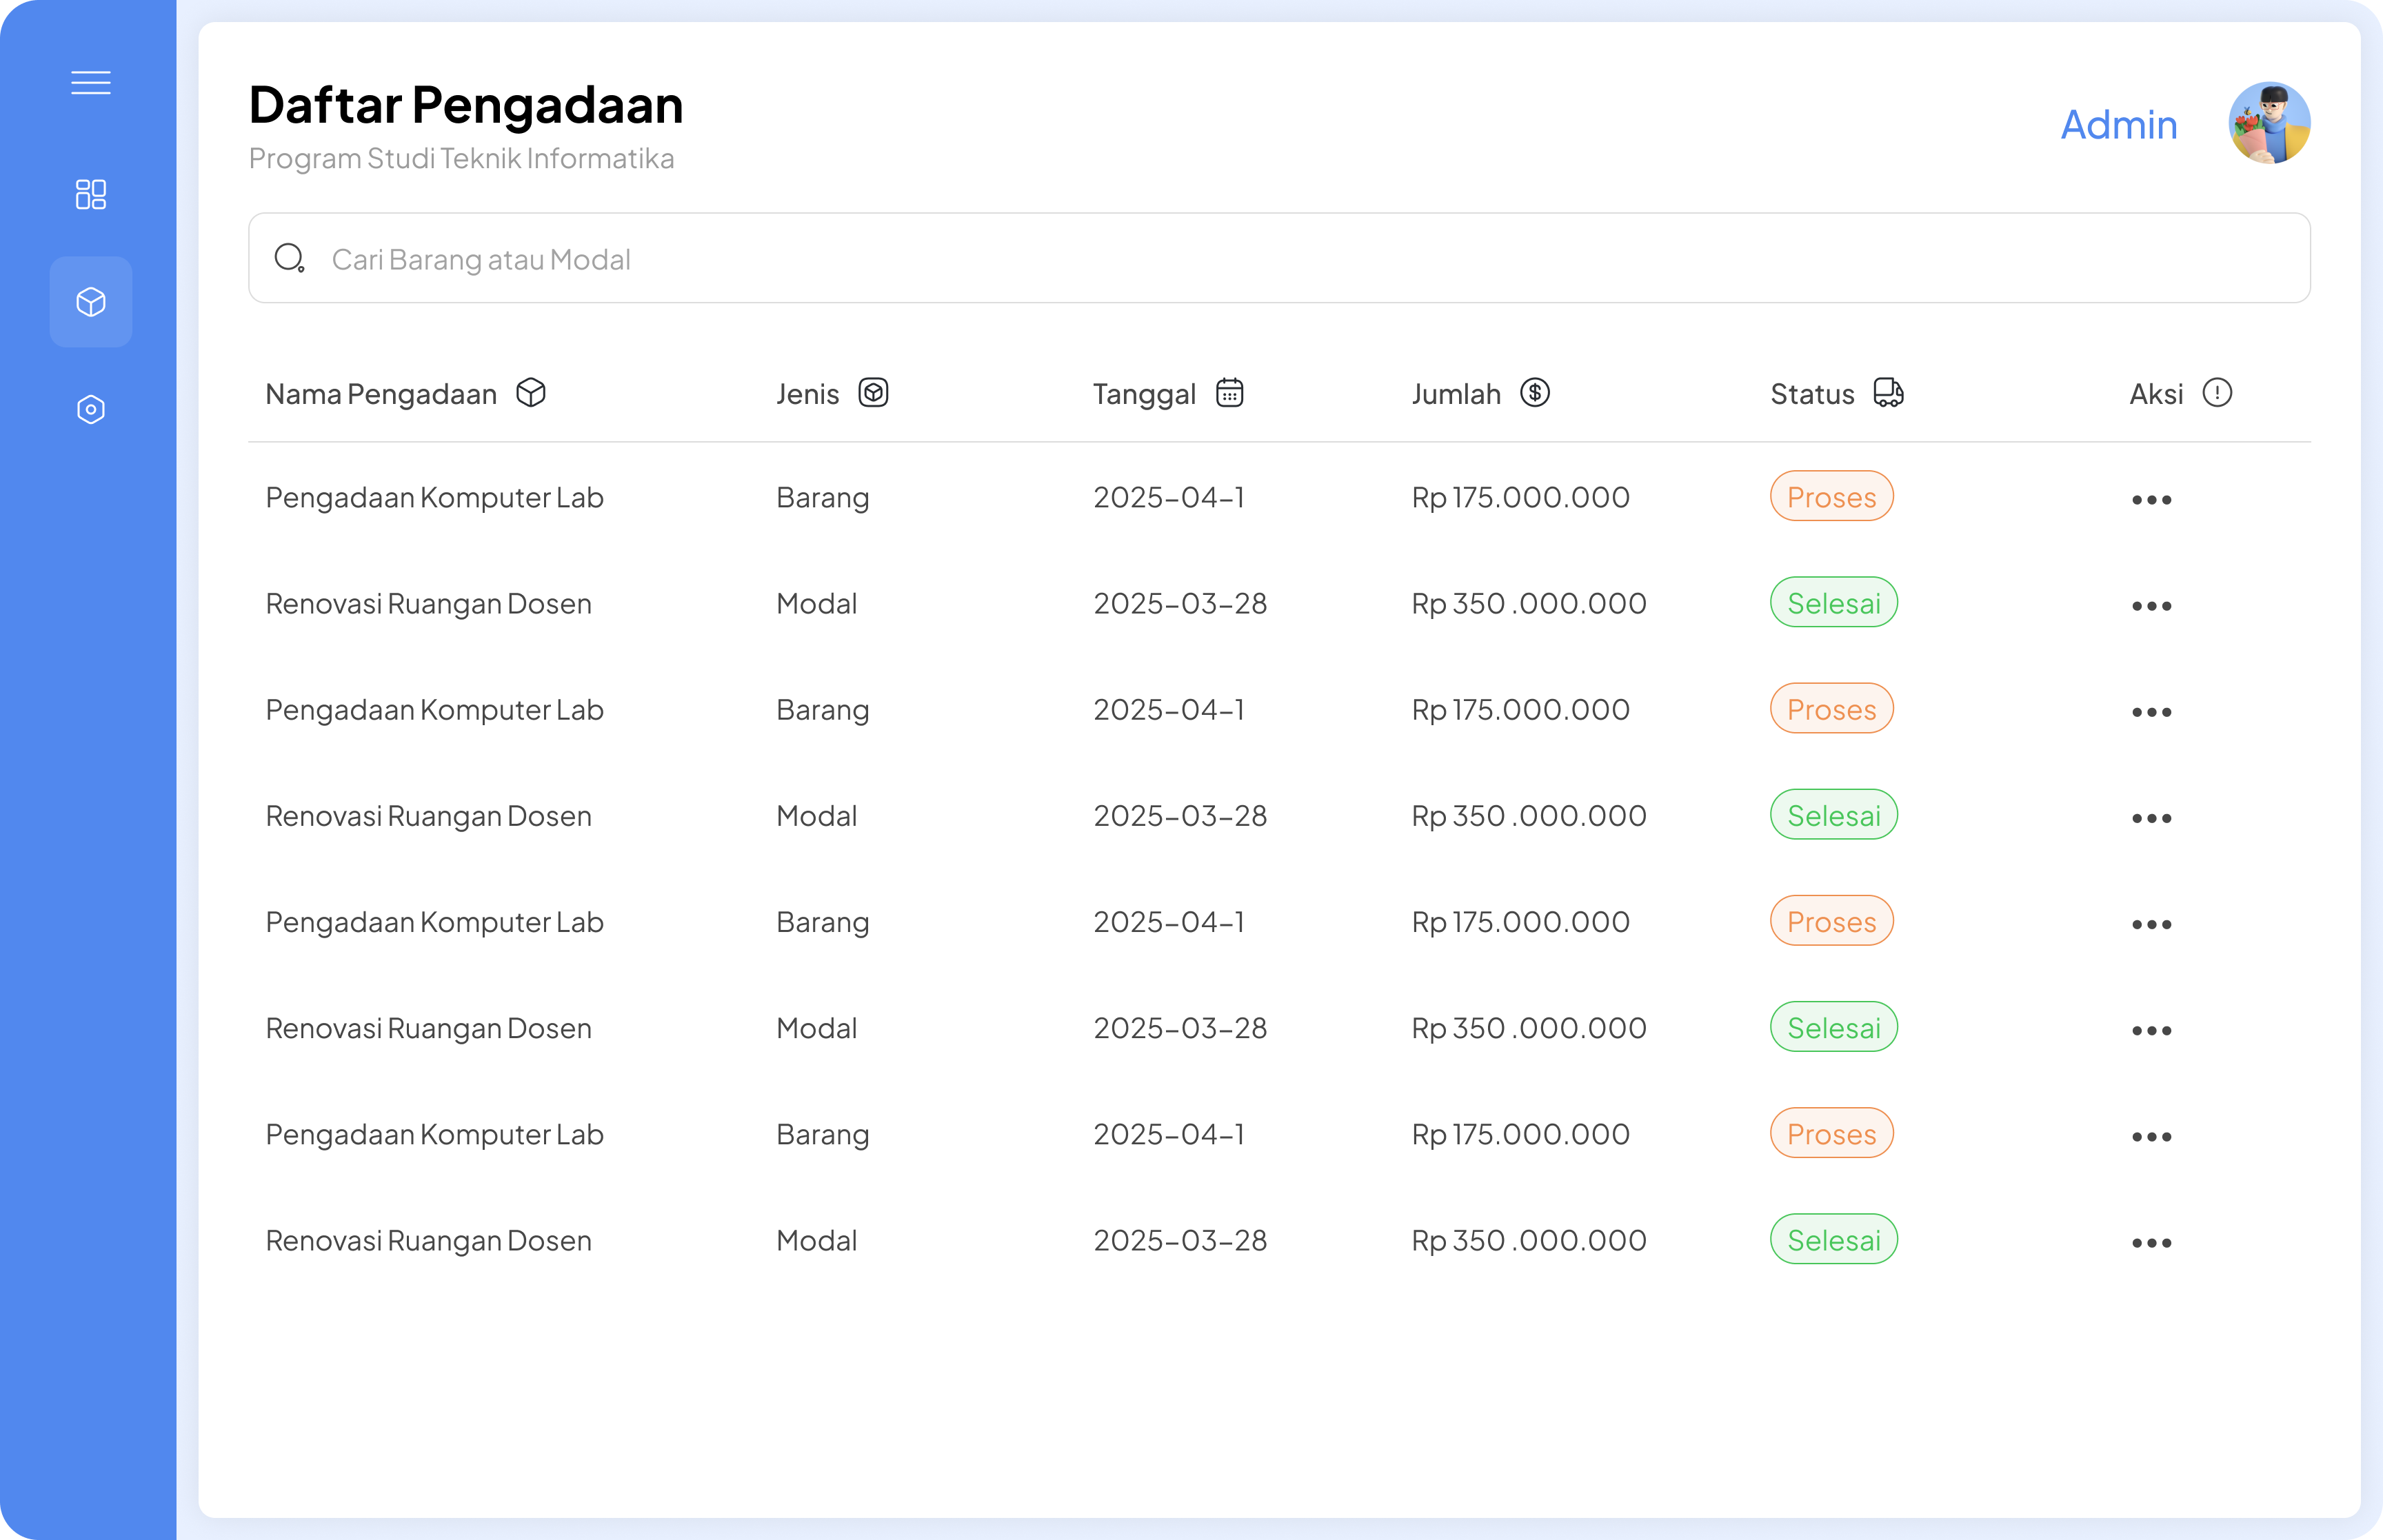 Daftar Pengadaan
Program Studi Teknik Informatika
Admin
Cari Barang atau Modal
Nama Pengadaan Jenis Tanggal Jumlah Status Aksi
Pengadaan Komputer Lab Barang 2025-04-1 Rp 175.000.000 Proses
Renovasi Ruangan Dosen Modal 2025-03-28 Rp 350 .000.000 Selesai
Pengadaan Komputer Lab Barang 2025-04-1 Rp 175.000.000 Proses
Renovasi Ruangan Dosen Modal 2025-03-28 Rp 350 .000.000 Selesai
Pengadaan Komputer Lab Barang 2025-04-1 Rp 175.000.000 Proses
Renovasi Ruangan Dosen Modal 2025-03-28 Rp 350 .000.000 Selesai
Pengadaan Komputer Lab Barang 2025-04-1 Rp 175.000.000 Proses
Renovasi Ruangan Dosen Modal 2025-03-28 Rp 350 .000.000 Selesai